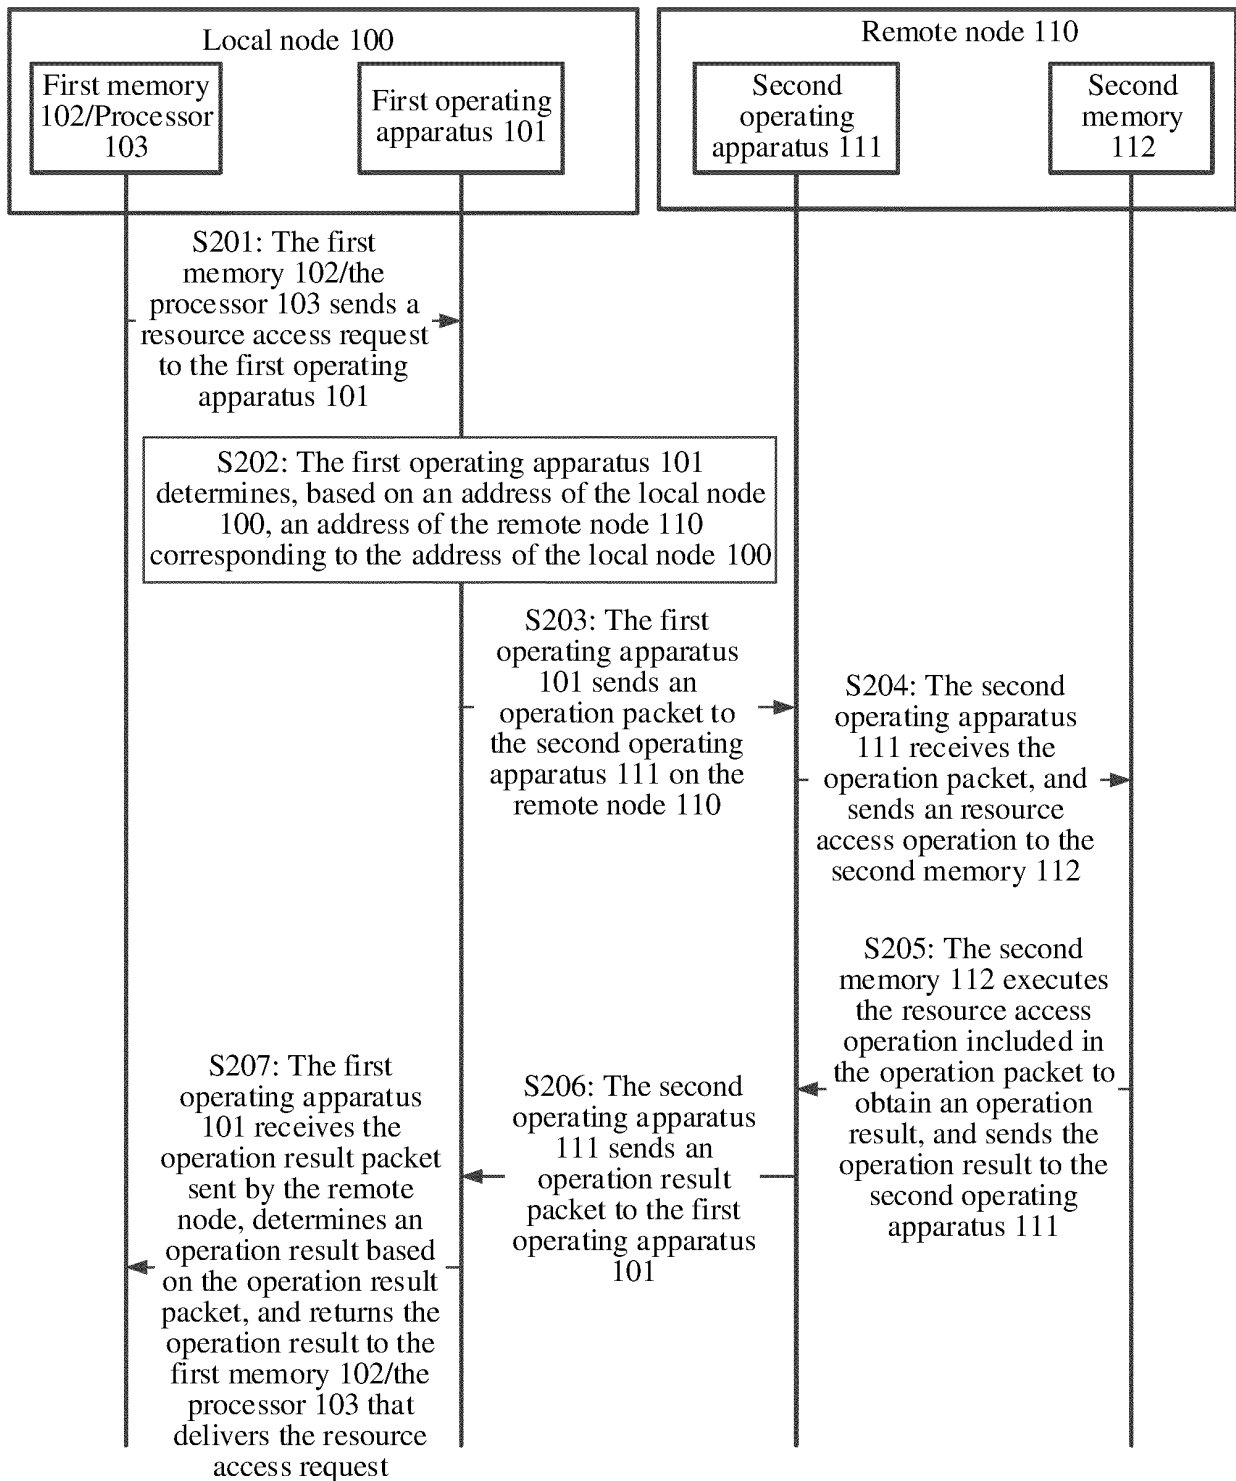 Local node 100
Remote node 110
First memory
102/Processor
103
First operating
apparatus 101
Second
operating
apparatus 111
Second
memory
112
S201: The first
memory 102/the
processor 103 sends a
resource access request
to the first operating
apparatus 101
S202: The first operating apparatus 101
determines, based on an address of the local node
100, an address of the remote node 110
corresponding to the address of the local node 100
S203: The first
operating apparatus
101 sends an
operation packet to
the second operating
apparatus 111 on the
remote node 110
S204: The second
operating apparatus
111 receives the
operation packet, and
sends an resource
access operation to the
second memory 112
S205: The second
memory 112 executes
the resource access
operation included in
the operation packet to
obtain an operation
result, and sends the
operation result to the
second operating
apparatus 111
S206: The second
operating apparatus
111 sends an
operation result
packet to the first
operating apparatus
101
S207: The first
operating apparatus
101 receives the
operation result packet
sent by the remote
node, determines an
operation result based
on the operation result
packet, and returns the
operation result to the
first memory 102/the
processor 103 that
delivers the resource
access request